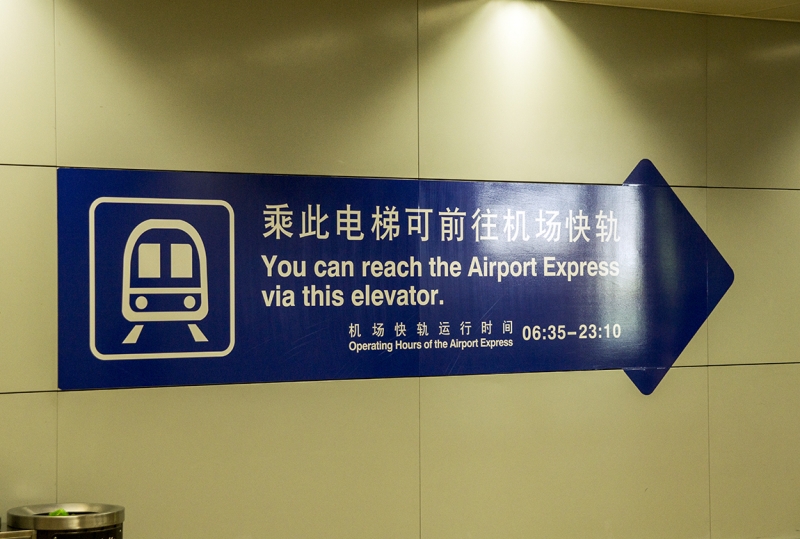 乘此电梯可前往机场快轨
You can reach the Airport Express
via this elevator.
机场快轨运行时间 06:35-23:10
Operating Hours of the Airport Express